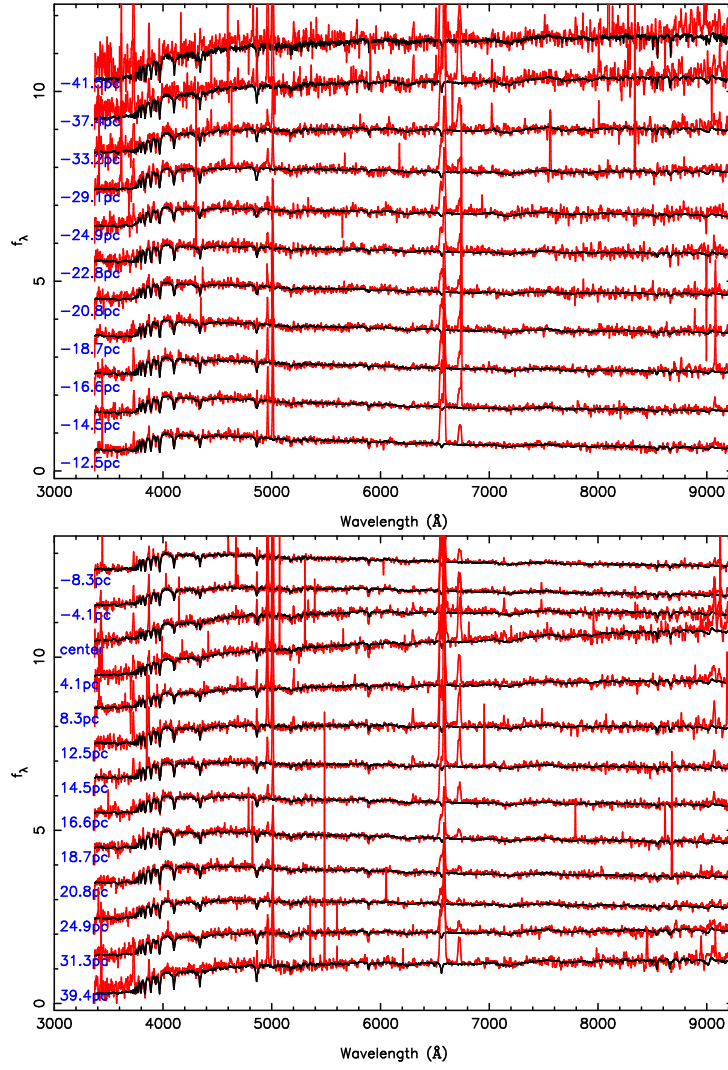 −41.5pc
10
−37.4pc
−33.2pc
−29.1pc
−24.9pc
−22.8pc
5
−20.8pc
−18.7pc
−16.6pc
−14.5pc
−12.5pc
0
f_λ
3000 4000 5000 6000 7000 8000 9000
Wavelength (Å)
−8.3pc
−4.1pc
center
10
4.1pc
8.3pc
12.5pc
14.5pc
16.6pc
5
18.7pc
20.8pc
24.9pc
31.3pc
39.4pc
0
f_λ
3000 4000 5000 6000 7000 8000 9000
Wavelength (Å)